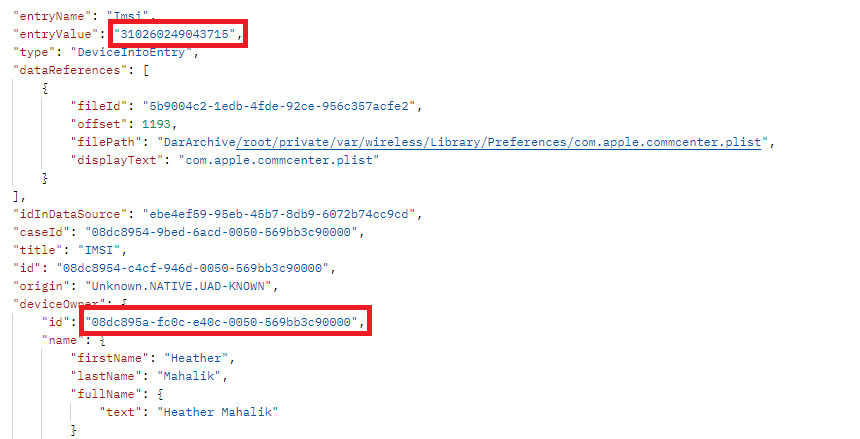 "entryName": "Imsi",
"entryValue": "310260249043715",
"type": "DeviceInfoEntry",
"dataReferences": [
{
"fileId": "5b9004c2-1edb-4fde-92ce-956c357acfe2",
"offset": 1193,
"filePath": "DarArchive/root/private/var/wireless/Library/Preferences/com.apple.commcenter.plist",
"displayText": "com.apple.commcenter.plist"
}
],
"idInDataSource": "ebe4ef59-95eb-45b7-8db9-6072b74cc9cd",
"caseId": "08dc8954-9bed-6acd-0050-569bb3c90000",
"title": "IMSI",
"id": "08dc8954-c4cf-946d-0050-569bb3c90000",
"origin": "Unknown.NATIVE.UAD-KNOWN",
"deviceOwner": {
"id": "08dc895a-fc0c-e40c-0050-569bb3c90000",
"name": {
"firstName": "Heather",
"lastName": "Mahalik",
"fullName": {
"text": "Heather Mahalik"
}